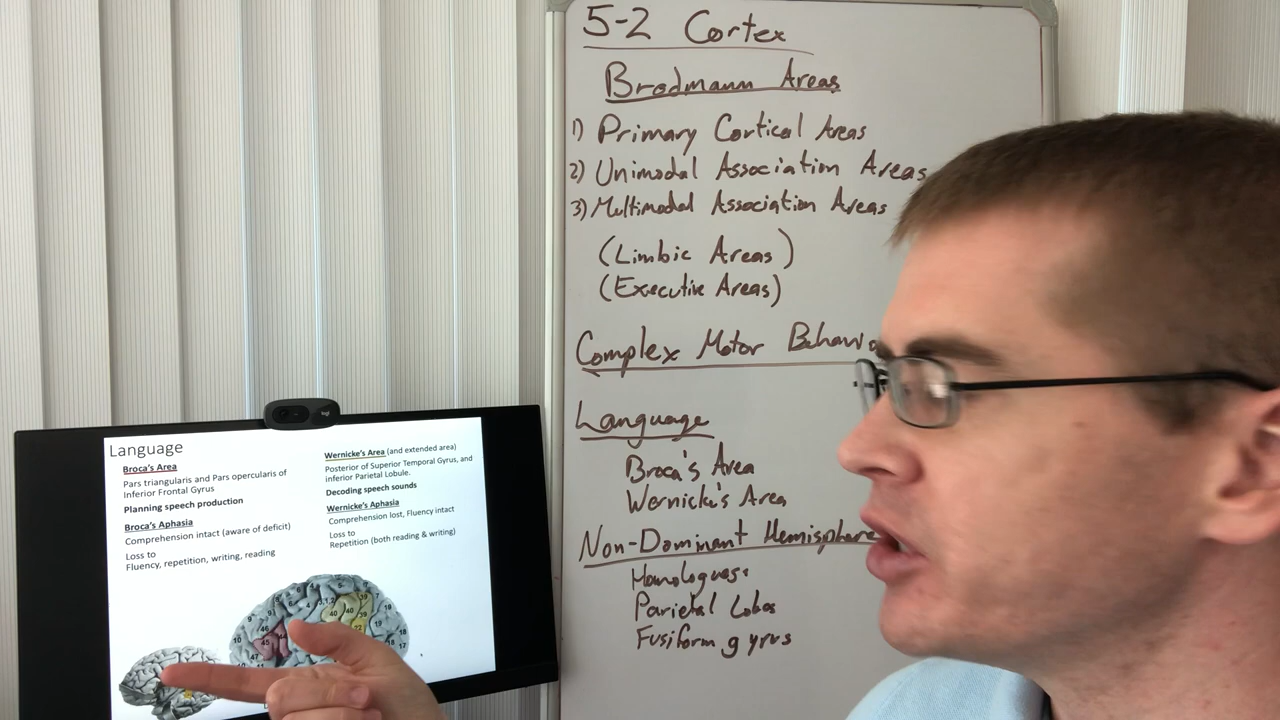 5-2 Cortex
Brodmann Areas
1) Primary Cortical Areas
2) Unimodal Association Areas
3) Multimodal Association Areas
(Limbic Areas)
(Executive Areas)
Complex Motor Behavio
Language
Broca's Area
Wernicke's Area
Non-Dominant Hemisphere
Homologues:
Parietal Lobes
Fusiform gyrus
Language
Broca's Area
Pars triangularis and Pars opercularis of
Inferior Frontal Gyrus
Planning speech production
Broca's Aphasia
Comprehension intact (aware of deficit)
Loss to
Fluency, repetition, writing, reading
Wernicke's Area (and extended area)
Posterior of Superior Temporal Gyrus, and
inferior Parietal Lobule.
Decoding speech sounds
Wernicke's Aphasia
Comprehension lost, Fluency intact
Loss to
Repetition (both reading & writing)